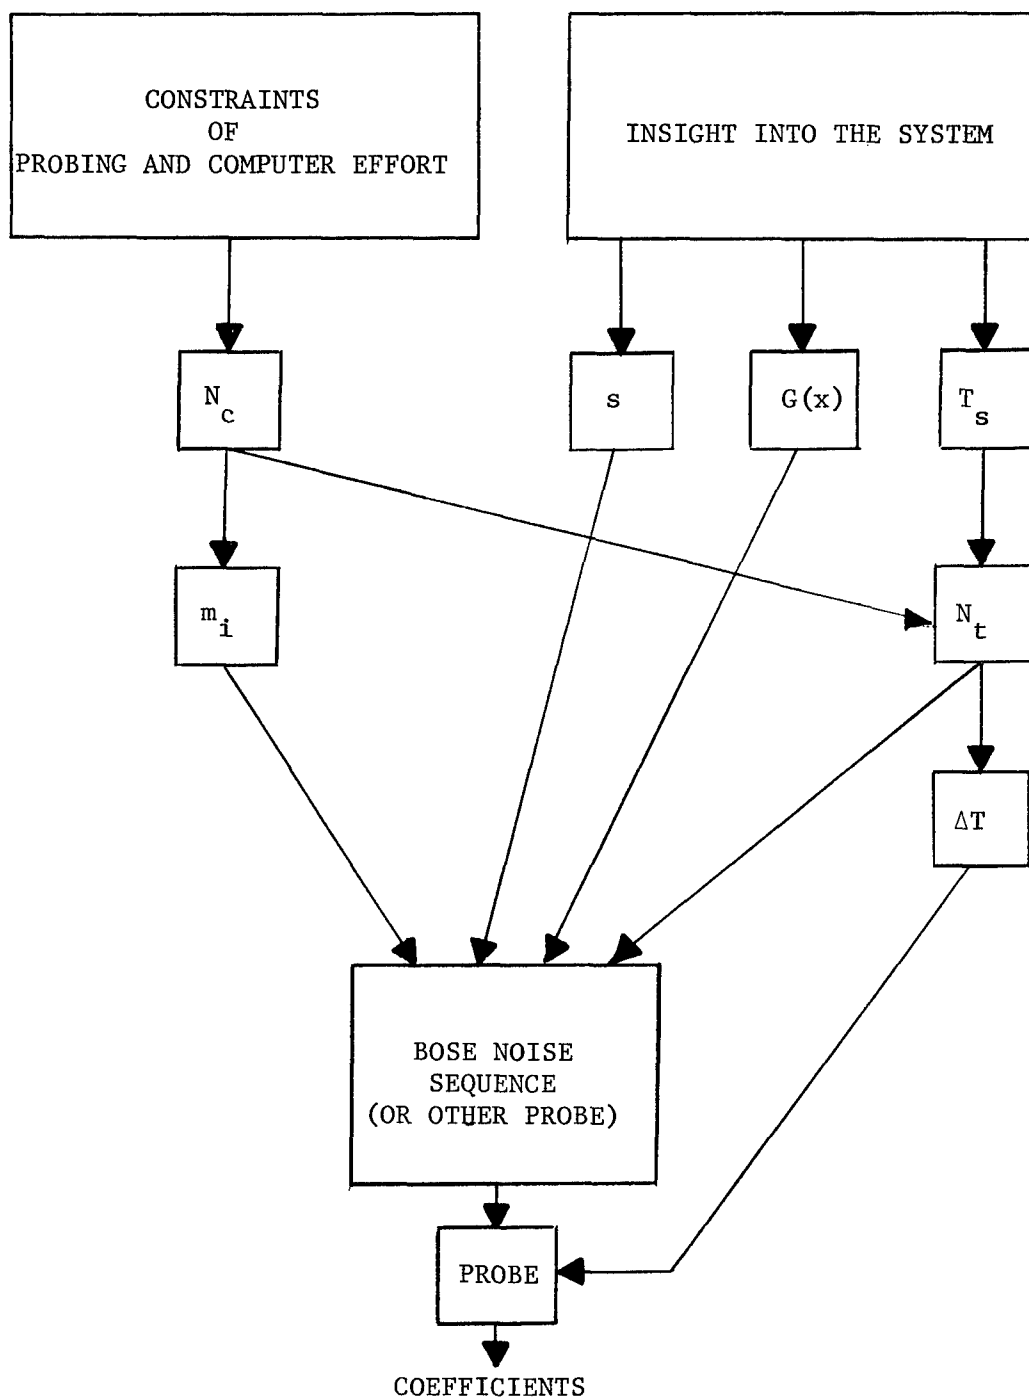 CONSTRAINTS
OF
PROBING AND COMPUTER EFFORT
INSIGHT INTO THE SYSTEM
N_c
s
G(x)
T_s
m_i
N_t
ΔT
BOSE NOISE
SEQUENCE
(OR OTHER PROBE)
PROBE
COEFFICIENTS